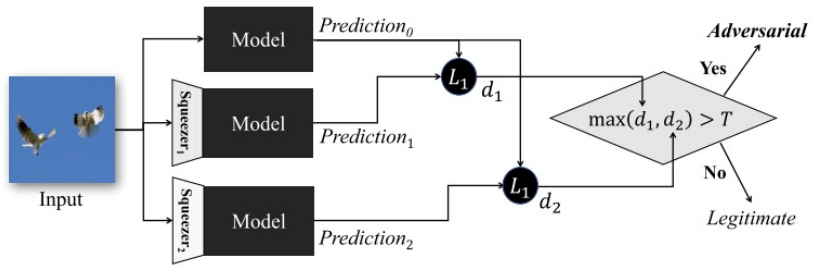 Input
Model
Prediction₀
Squeezer₁
Model
Prediction₁
Squeezer₂
Model
Prediction₂
L₁
d₁
L₁
d₂
max(d₁, d₂) > T
Yes
Adversarial
No
Legitimate